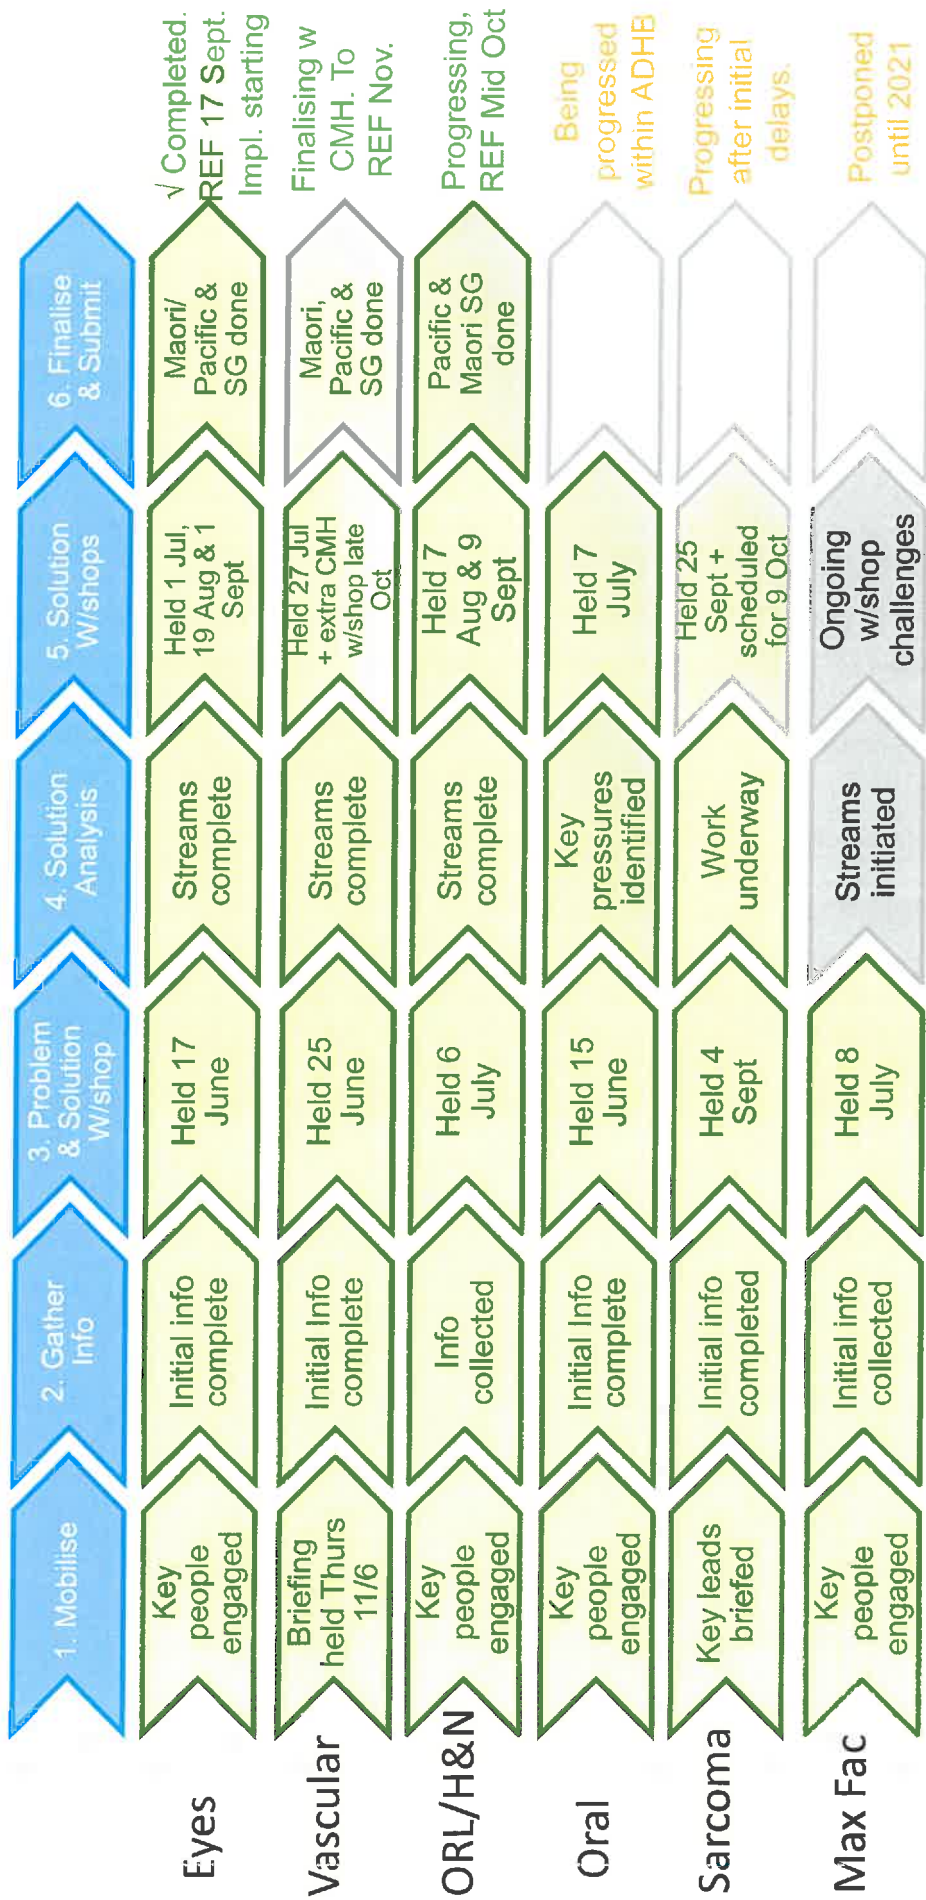 1. Mobilise
2. Gather
Info
3. Problem
& Solution
W/shop
4. Solution
Analysis
5. Solution
W/shops
6. Finalise
& Submit
Eyes
Key
people
engaged
Initial info
complete
Held 17
June
Streams
complete
Held 1 Jul,
19 Aug & 1
Sept
Maori/
Pacific &
SG done
√ Completed.
REF 17 Sept.
Impl. starting
Vascular
Briefing
held Thurs
11/6
Initial Info
complete
Held 25
June
Streams
complete
Held 27 Jul
+ extra CMH
w/shop late
Oct
Maori,
Pacific &
SG done
Finalising w
CMH. To
REF Nov.
ORL/H&N
Key
people
engaged
Info
collected
Held 6
July
Streams
complete
Held 7
Aug & 9
Sept
Pacific &
Maori SG
done
Progressing,
REF Mid Oct
Oral
Key
people
engaged
Initial Info
complete
Held 15
June
Key
pressures
identified
Held 7
July
Being
progressed
within ADHB
Sarcoma
Key leads
briefed
Initial info
completed
Held 4
Sept
Work
underway
Held 25
Sept +
scheduled
for 9 Oct
Progressing
after initial
delays.
Max Fac
Key
people
engaged
Initial info
collected
Held 8
July
Streams
initiated
Ongoing
w/shop
challenges
Postponed
until 2021